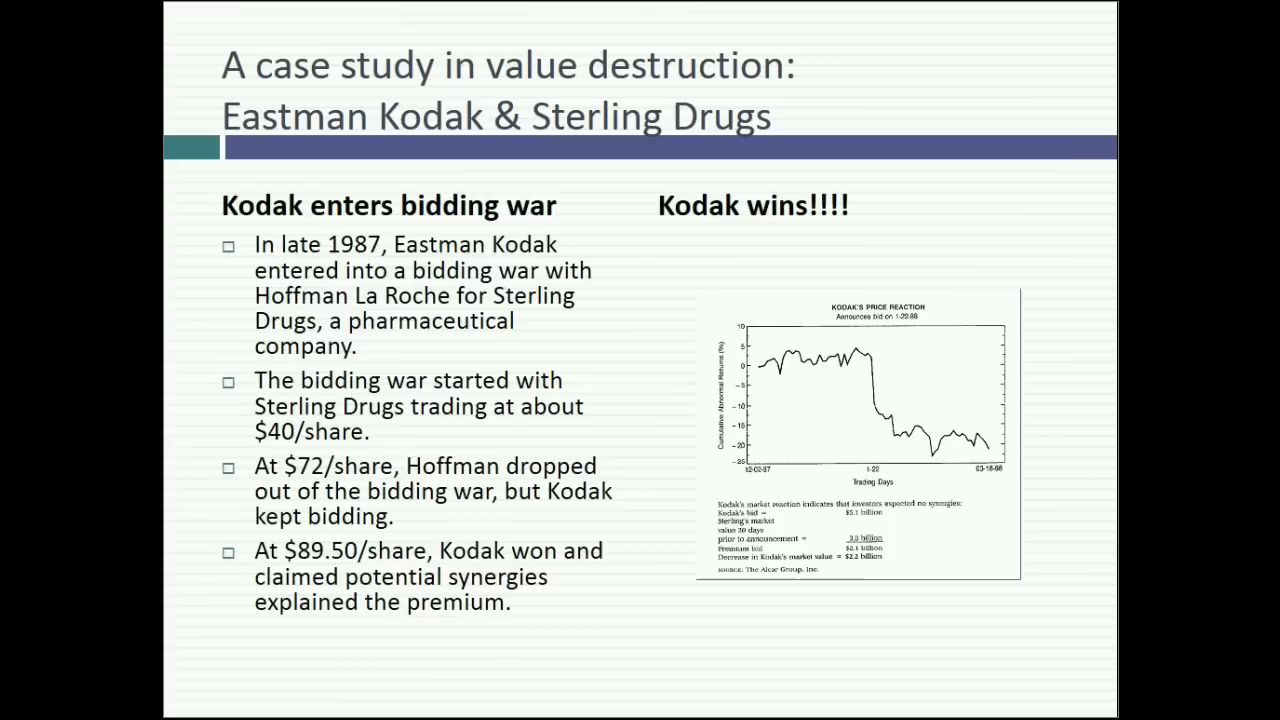 A case study in value destruction:
Eastman Kodak & Sterling Drugs
Kodak enters bidding war
In late 1987, Eastman Kodak
entered into a bidding war with
Hoffman La Roche for Sterling
Drugs, a pharmaceutical
company.
The bidding war started with
Sterling Drugs trading at about
$40/share.
At $72/share, Hoffman dropped
out of the bidding war, but Kodak
kept bidding.
At $89.50/share, Kodak won and
claimed potential synergies
explained the premium.
Kodak wins!!!!
KODAK'S PRICE REACTION
Announces bid on 1-22-88
Cumulative Abnormal Returns (%)
10
5
0
-5
-10
-15
-20
-25
12-02-87 1-22 03-18-88
Trading Days
Kodak's market reaction indicates that investors expected no synergies:
Kodak's bid = $5.1 billion
Sterling's market
value 30 days
prior to announcement = 3.0 billion
Premium bid $2.1 billion
Decrease in Kodak's market value = $2.2 billion
SOURCE: The Alcar Group, Inc.